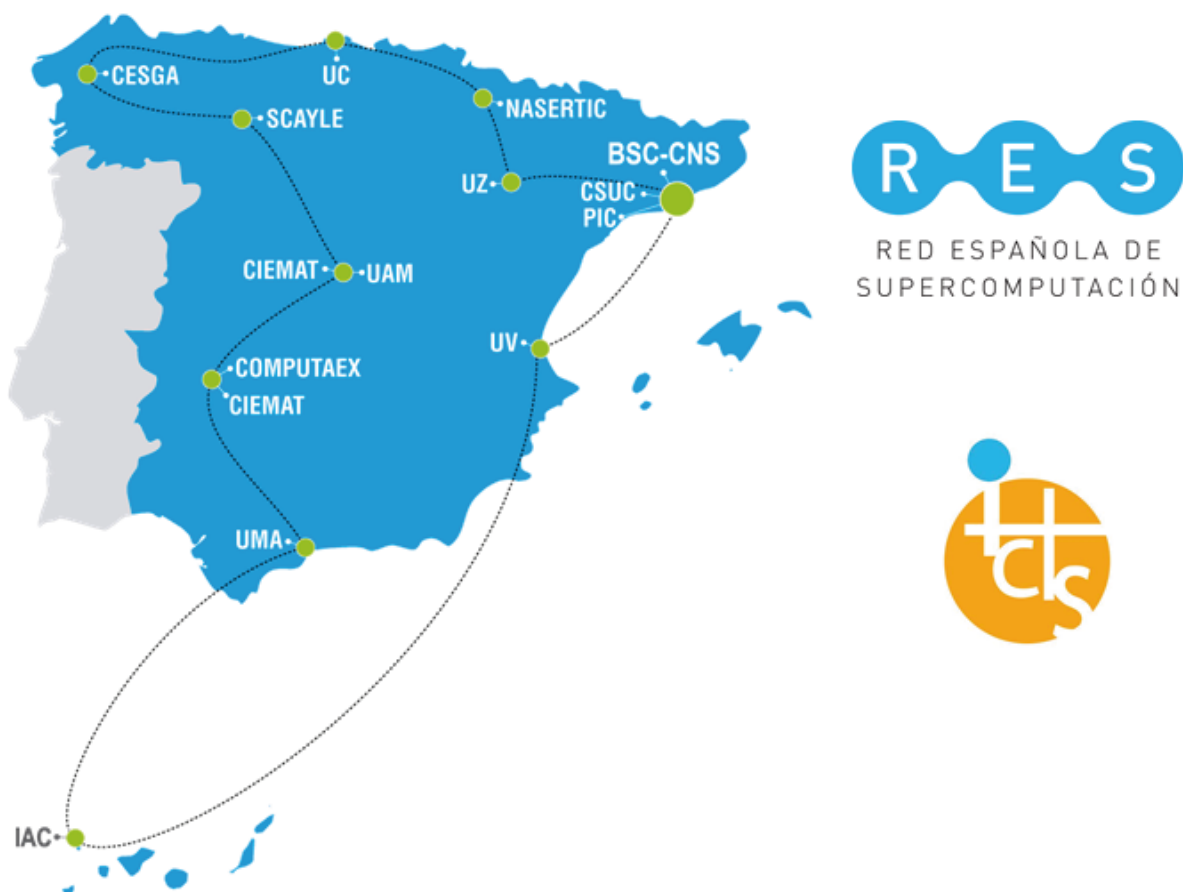 CESGA
UC
SCAYLE
NASERTIC
BSC-CNS
UZ
CSUC
PIC
CIEMAT
UAM
UV
COMPUTAEX
CIEMAT
UMA
IAC
R E S
RED ESPAÑOLA DE
SUPERCOMPUTACIÓN
icts